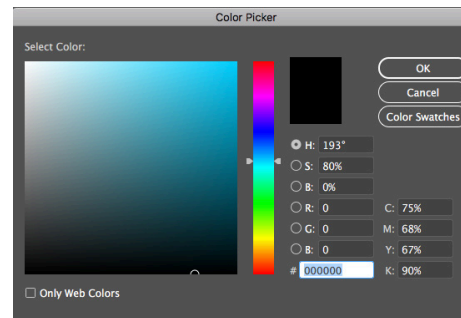 Color Picker
Select Color:
OK
Cancel
Color Swatches
H: 193°
S: 80%
B: 0%
R: 0 C: 75%
G: 0 M: 68%
B: 0 Y: 67%
# 000000 K: 90%
Only Web Colors